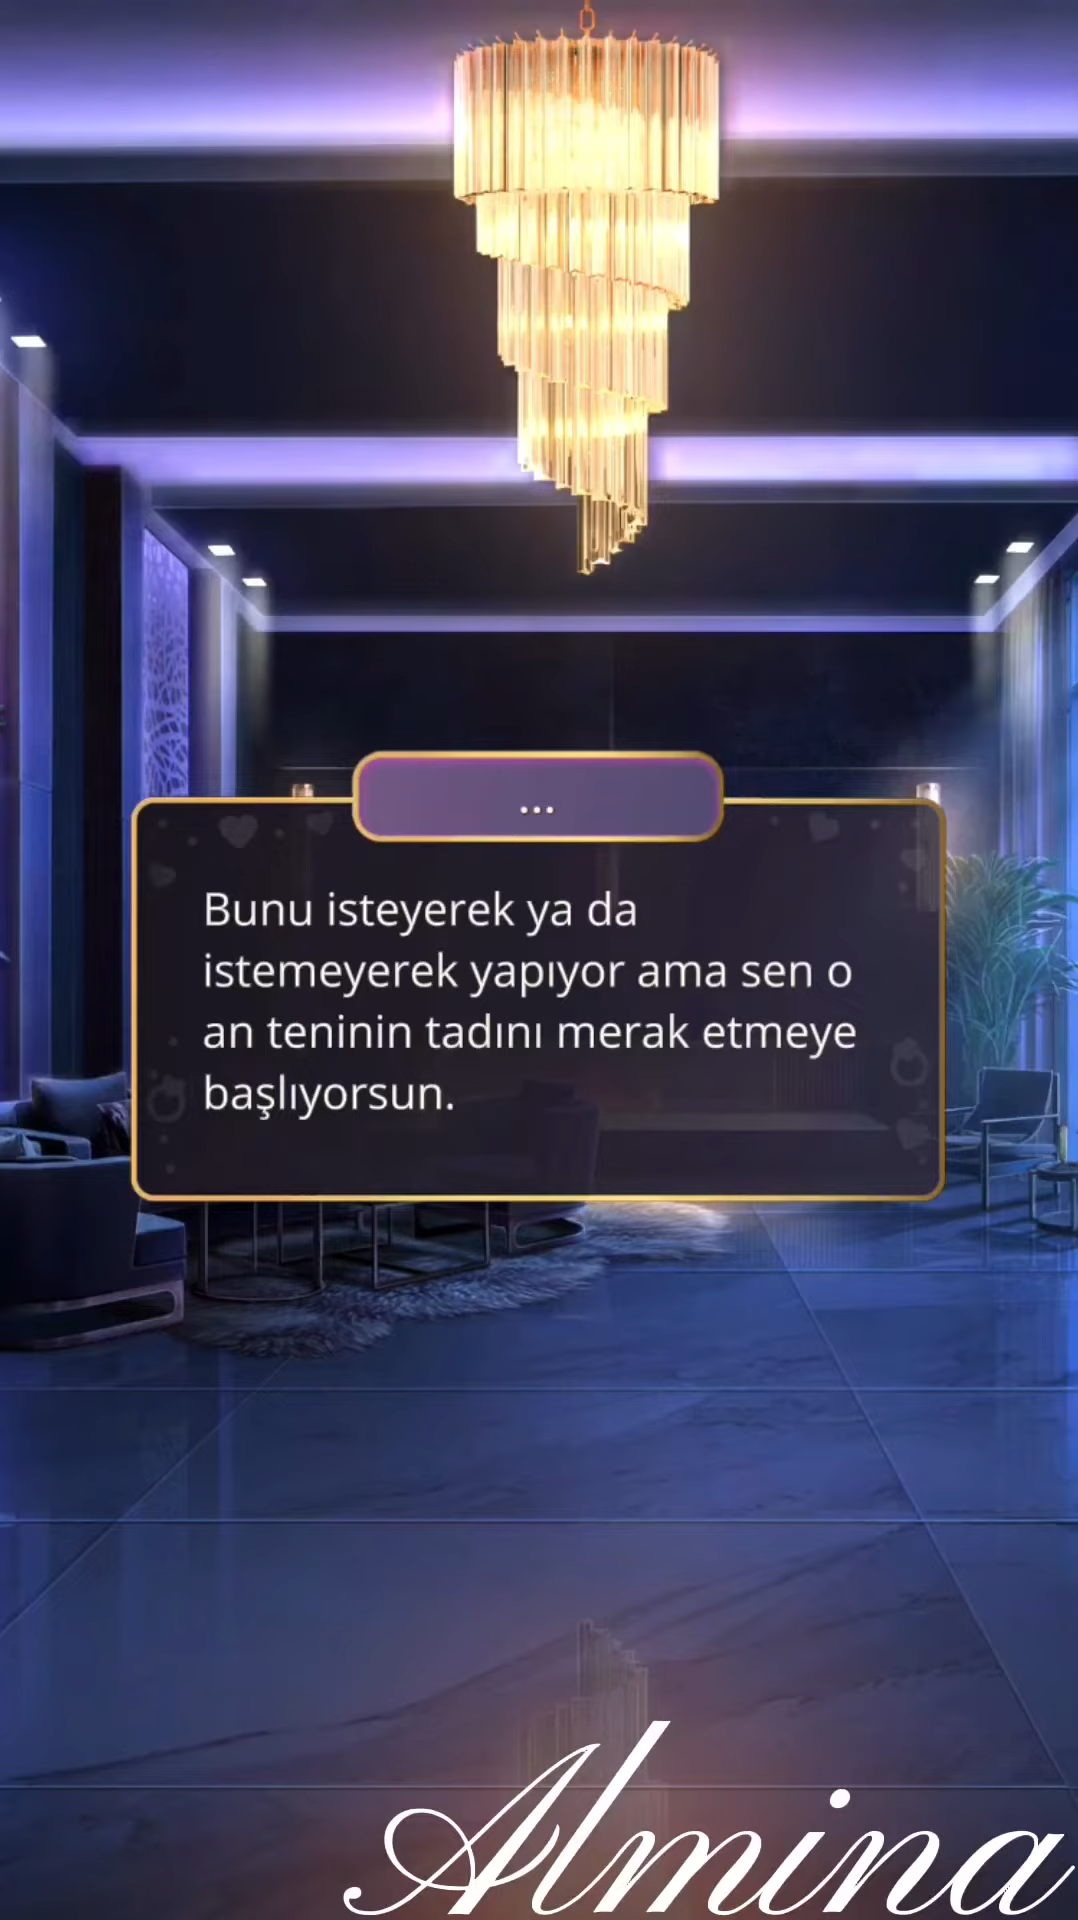 ...
Bunu isteyerek ya da
istemeyerek yapıyor ama sen o
an teninin tadını merak etmeye
başlıyorsun.
Almina